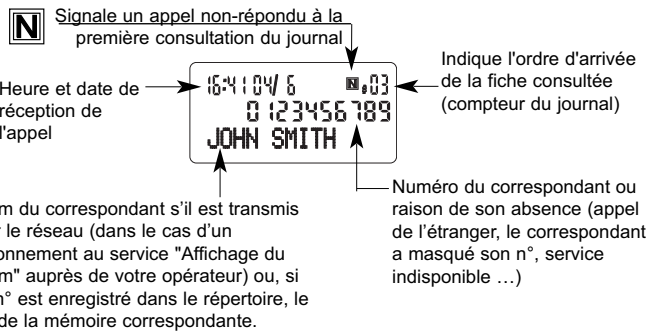 N
Signale un appel non-répondu à la
première consultation du journal
Heure et date de
réception de
l'appel
16:41 04/ 6 N #03
0123456789
JOHN SMITH
Indique l'ordre d'arrivée
de la fiche consultée
(compteur du journal)
du correspondant s'il est transmis
le réseau (dans le cas d'un
onnement au service "Affichage du
m" auprès de votre opérateur) ou, si
n° est enregistré dans le répertoire, le
de la mémoire correspondante.
Numéro du correspondant ou
raison de son absence (appel
de l'étranger, le correspondant
a masqué son n°, service
indisponible …)